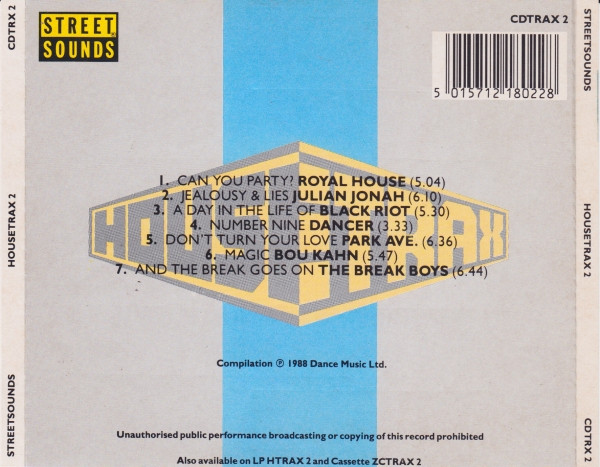 CDTRX 2
HOUSETRAX 2
STREETSOUNDS
STREET
SOUNDS
CDTRAX 2
5 015712 180228
HOUSETRAX
1. CAN YOU PARTY? ROYAL HOUSE (5.04)
2. JEALOUSY & LIES JULIAN JONAH (6.10)
3. A DAY IN THE LIFE OF BLACK RIOT (5.30)
4. NUMBER NINE DANCER (3.33)
5. DON'T TURN YOUR LOVE PARK AVE. (6.36)
6. MAGIC BOU KAHN (5.47)
7. AND THE BREAK GOES ON THE BREAK BOYS (6.44)
Compilation ℗ 1988 Dance Music Ltd.
Unauthorised public performance broadcasting or copying of this record prohibited
Also available on LP HTRAX 2 and Cassette ZCTRAX 2
STREETSOUNDS
HOUSETRAX 2
CDTRX 2